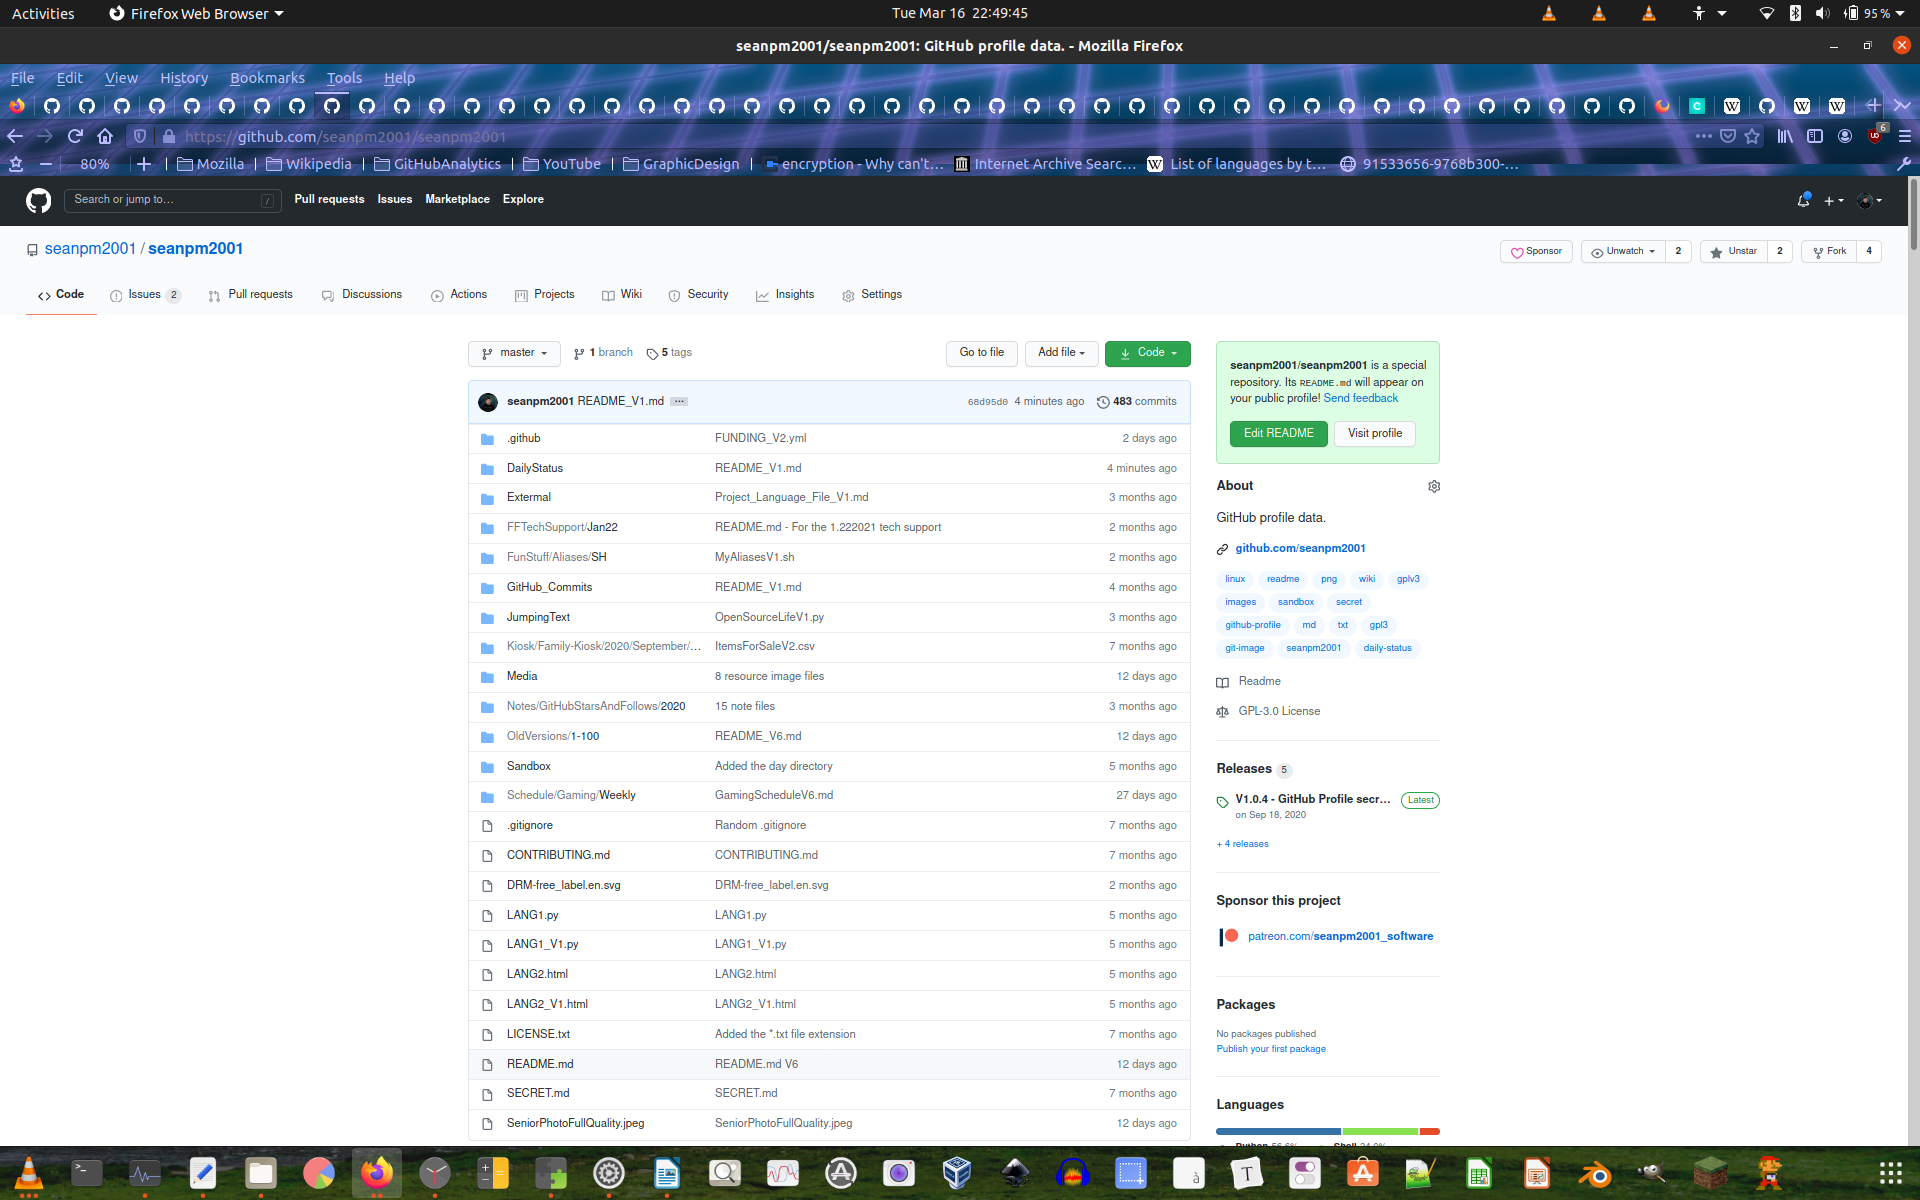 Activities Firefox Web Browser Tue Mar 16 22:49:45 95 %
seanpm2001/seanpm2001: GitHub profile data. - Mozilla Firefox
File Edit View History Bookmarks Tools Help
https://github.com/seanpm2001/seanpm2001 6
80% Mozilla Wikipedia GitHubAnalytics YouTube GraphicDesign encryption - Why can't… Internet Archive Searc… List of languages by t… 91533656-9768b300-…
Search or jump to… / Pull requests Issues Marketplace Explore
seanpm2001 / seanpm2001 Sponsor Unwatch 2 Unstar 2 Fork 4
Code Issues 2 Pull requests Discussions Actions Projects Wiki Security Insights Settings
master 1 branch 5 tags Go to file Add file Code
seanpm2001 README_V1.md ... 68d95d0 4 minutes ago 483 commits
.github FUNDING_V2.yml 2 days ago
DailyStatus README_V1.md 4 minutes ago
Extermal Project_Language_File_V1.md 3 months ago
FFTechSupport/Jan22 README.md - For the 1.222021 tech support 2 months ago
FunStuff/Aliases/SH MyAliasesV1.sh 2 months ago
GitHub_Commits README_V1.md 4 months ago
JumpingText OpenSourceLifeV1.py 3 months ago
Kiosk/Family-Kiosk/2020/September/… ItemsForSaleV2.csv 7 months ago
Media 8 resource image files 12 days ago
Notes/GitHubStarsAndFollows/2020 15 note files 3 months ago
OldVersions/1-100 README_V6.md 12 days ago
Sandbox Added the day directory 5 months ago
Schedule/Gaming/Weekly GamingScheduleV6.md 27 days ago
.gitignore Random .gitignore 7 months ago
CONTRIBUTING.md CONTRIBUTING.md 7 months ago
DRM-free_label.en.svg DRM-free_label.en.svg 2 months ago
LANG1.py LANG1.py 5 months ago
LANG1_V1.py LANG1_V1.py 5 months ago
LANG2.html LANG2.html 5 months ago
LANG2_V1.html LANG2_V1.html 5 months ago
LICENSE.txt Added the *.txt file extension 7 months ago
README.md README.md V6 12 days ago
SECRET.md SECRET.md 7 months ago
SeniorPhotoFullQuality.jpeg SeniorPhotoFullQuality.jpeg 12 days ago
seanpm2001/seanpm2001 is a special
repository. Its README.md will appear on
your public profile! Send feedback
Edit README Visit profile
About
GitHub profile data.
github.com/seanpm2001
linux readme png wiki gplv3
images sandbox secret
github-profile md txt gpl3
git-image seanpm2001 daily-status
Readme
GPL-3.0 License
Releases 5
V1.0.4 - GitHub Profile secr... Latest
on Sep 18, 2020
+ 4 releases
Sponsor this project
patreon.com/seanpm2001_software
Packages
No packages published
Publish your first package
Languages